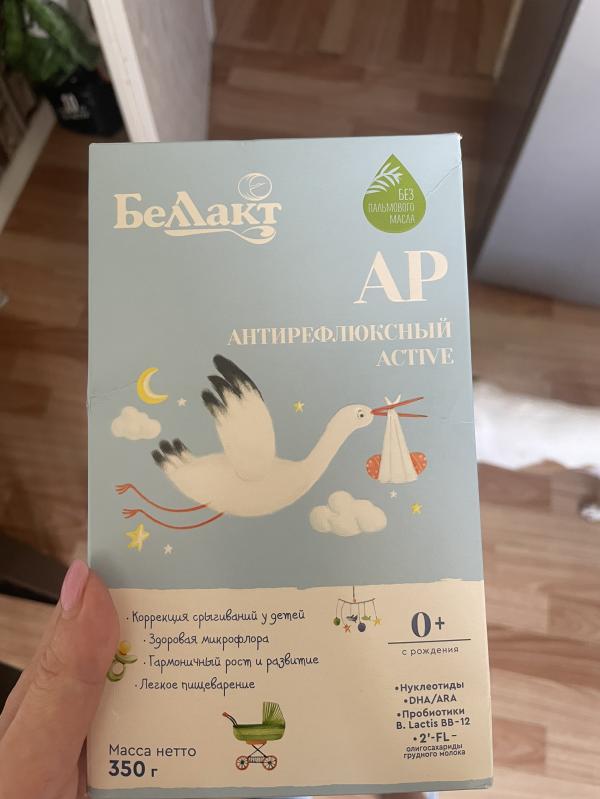 Беллакт
БЕЗ
ПАЛЬМОВОГО
МАСЛА
АР
АНТИРЕФЛЮКСНЫЙ
ACTIVE
· Коррекция срыгиваний у детей
· Здоровая микрофлора
· Гармоничный рост и развитие
· Легкое пищеварение
0+
с рождения
•Нуклеотиды
•DHA/ARA
•Пробиотики
B. Lactis BB-12
•2'-FL-
олигосахариды
грудного молока
Масса нетто
350 г